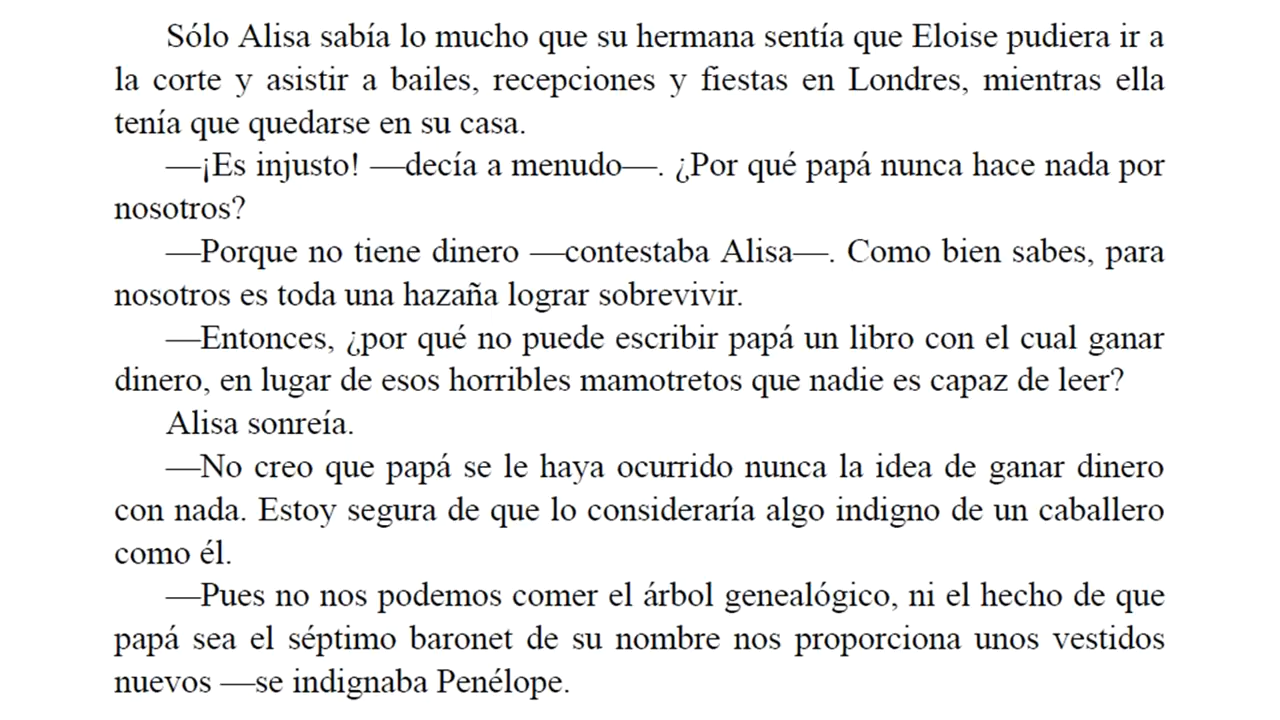 Sólo Alisa sabía lo mucho que su hermana sentía que Eloise pudiera ir a
la corte y asistir a bailes, recepciones y fiestas en Londres, mientras ella
tenía que quedarse en su casa.
—¡Es injusto! —decía a menudo—. ¿Por qué papá nunca hace nada por
nosotros?
—Porque no tiene dinero —contestaba Alisa—. Como bien sabes, para
nosotros es toda una hazaña lograr sobrevivir.
—Entonces, ¿por qué no puede escribir papá un libro con el cual ganar
dinero, en lugar de esos horribles mamotretos que nadie es capaz de leer?
Alisa sonreía.
—No creo que papá se le haya ocurrido nunca la idea de ganar dinero
con nada. Estoy segura de que lo consideraría algo indigno de un caballero
como él.
—Pues no nos podemos comer el árbol genealógico, ni el hecho de que
papá sea el séptimo baronet de su nombre nos proporciona unos vestidos
nuevos —se indignaba Penélope.